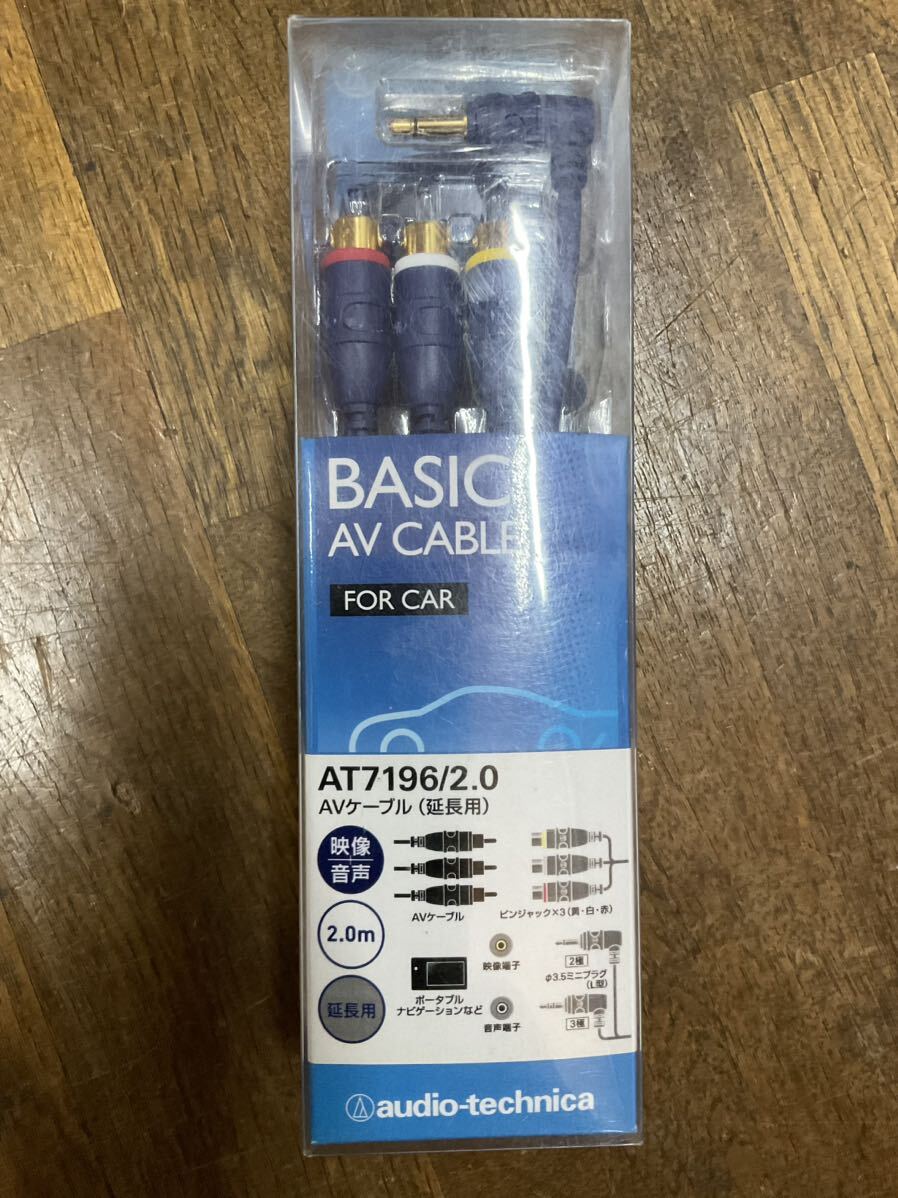 BASIC
AV CABLE
FOR CAR
AT7196/2.0
AVケーブル（延長用）
映像
音声
AVケーブル
ピンジャック×3（黄・白・赤）
2.0m
映像端子
2極
φ3.5ミニプラグ
（L型）
ポータブル
ナビゲーションなど
延長用
音声端子
3極
audio-technica